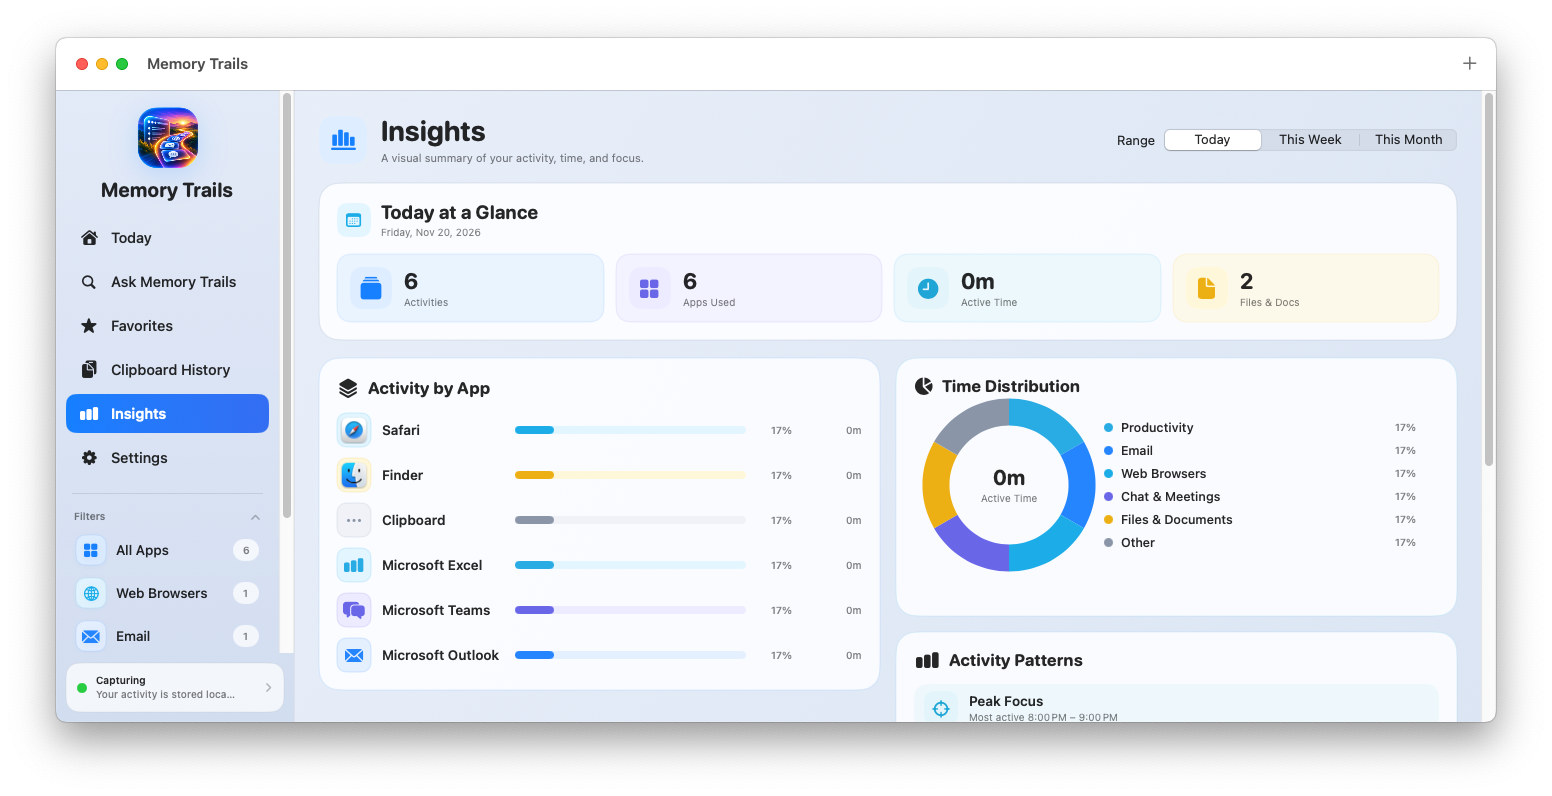 Memory Trails
Memory Trails
Today
Ask Memory Trails
Favorites
Clipboard History
Insights
Settings
Filters
All Apps 6
Web Browsers 1
Email 1
Capturing
Your activity is stored loca...
Insights
A visual summary of your activity, time, and focus.
Range Today This Week This Month
Today at a Glance
Friday, Nov 20, 2026
6
Activities
6
Apps Used
0m
Active Time
2
Files & Docs
Activity by App
Safari 17% 0m
Finder 17% 0m
Clipboard 17% 0m
Microsoft Excel 17% 0m
Microsoft Teams 17% 0m
Microsoft Outlook 17% 0m
Time Distribution
0m
Active Time
Productivity 17%
Email 17%
Web Browsers 17%
Chat & Meetings 17%
Files & Documents 17%
Other 17%
Activity Patterns
Peak Focus
Most active 8:00 PM – 9:00 PM